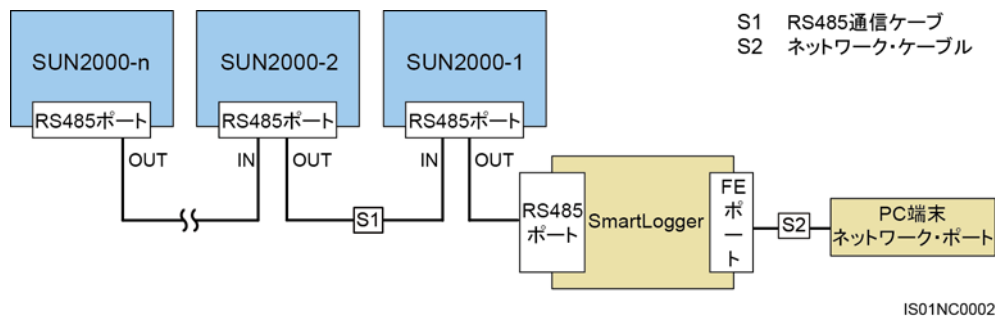 S1 RS485通信ケーブ
S2 ネットワーク・ケーブル
SUN2000-n
SUN2000-2
SUN2000-1
RS485ポート
RS485ポート
RS485ポート
OUT
IN
OUT
IN
OUT
S1
RS485
ポート
SmartLogger
FE
ポ
ー
ト
S2
PC端末
ネットワーク・ポート
IS01NC0002